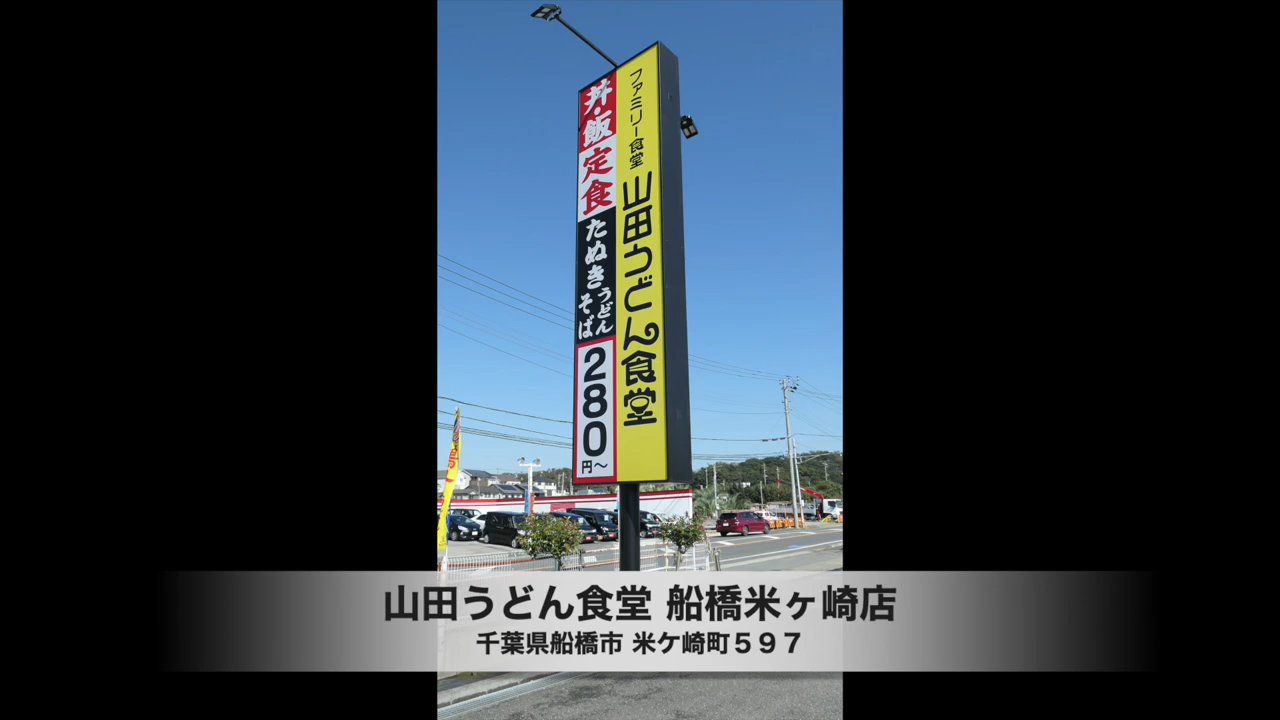 ファミリー食堂 山田うどん食堂
丼・飯
定食
たぬき
うどん
そば
280
円〜
山田うどん食堂 船橋米ヶ崎店
千葉県船橋市 米ケ崎町５９７